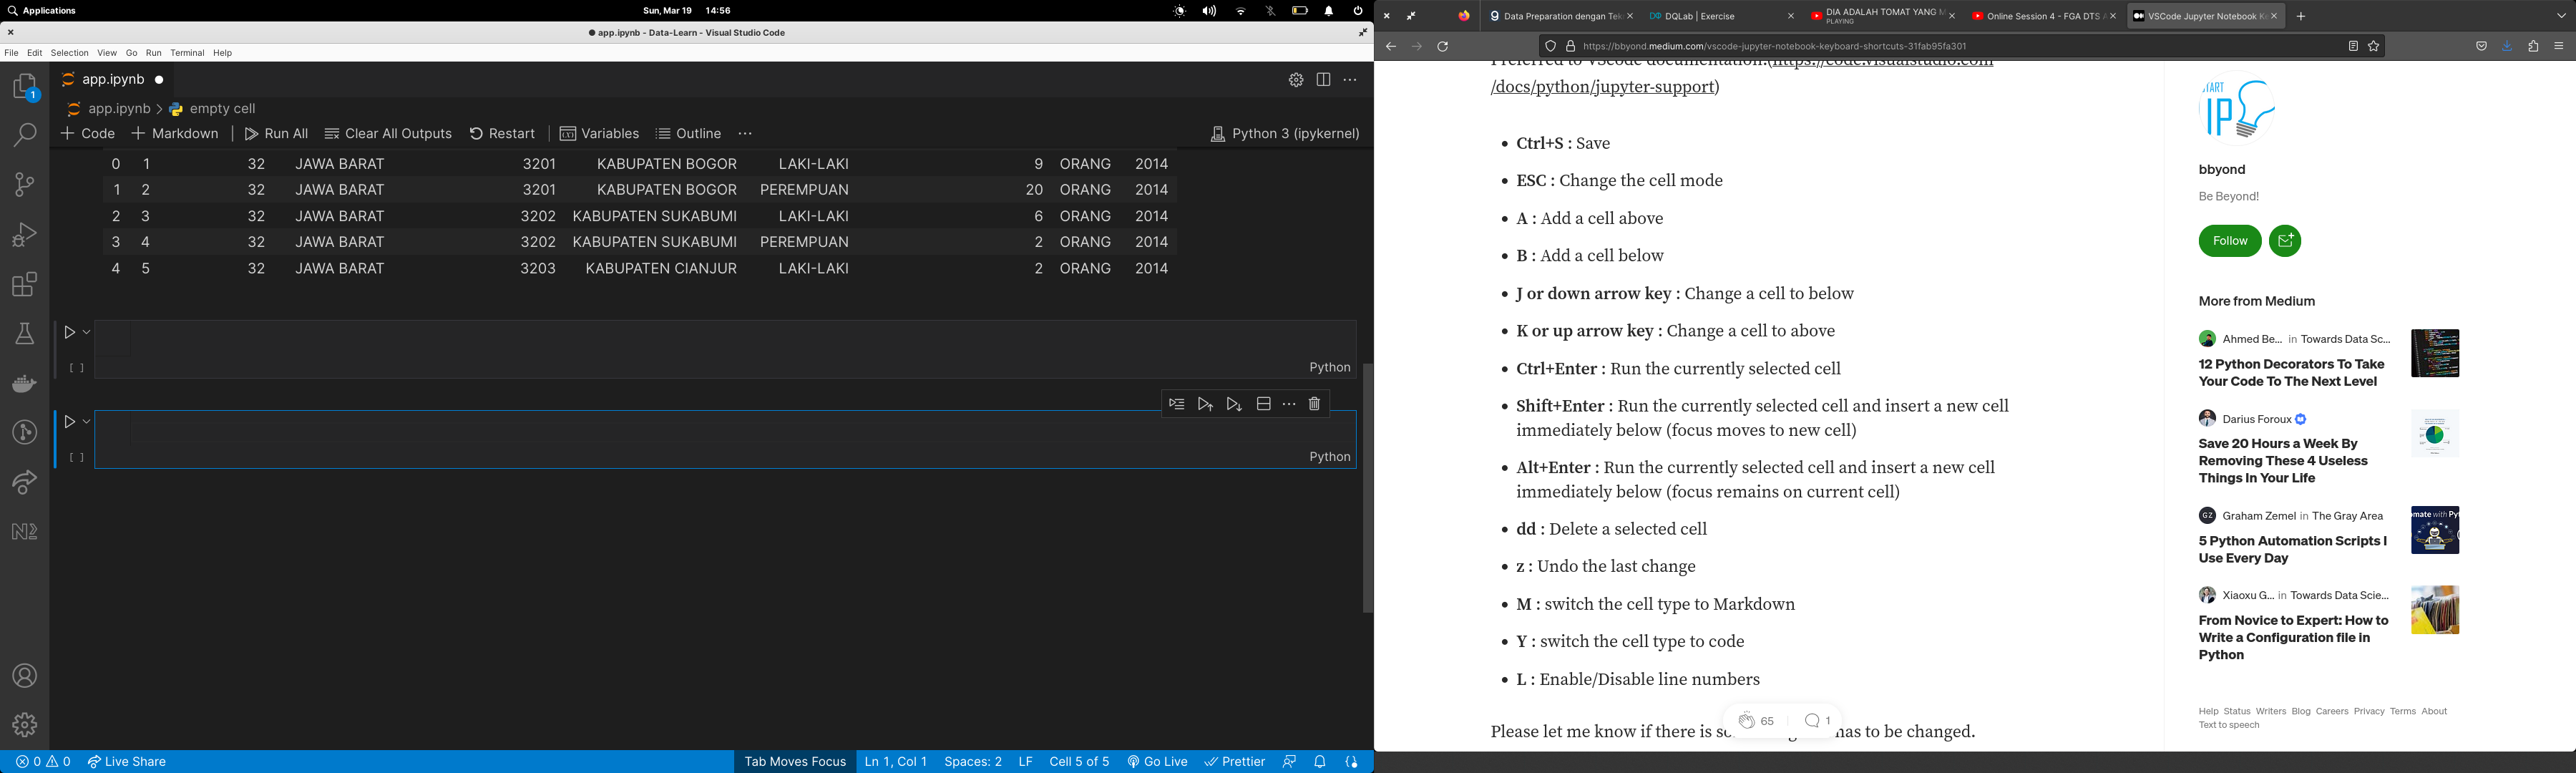 Applications
Sun, Mar 19 14:56
● app.ipynb - Data-Learn - Visual Studio Code
File Edit Selection View Go Run Terminal Help
1
app.ipynb ●
app.ipynb > empty cell
+ Code + Markdown Run All Clear All Outputs Restart Variables Outline ··· Python 3 (ipykernel)
0 1 32 JAWA BARAT 3201 KABUPATEN BOGOR LAKI-LAKI 9 ORANG 2014
1 2 32 JAWA BARAT 3201 KABUPATEN BOGOR PEREMPUAN 20 ORANG 2014
2 3 32 JAWA BARAT 3202 KABUPATEN SUKABUMI LAKI-LAKI 6 ORANG 2014
3 4 32 JAWA BARAT 3202 KABUPATEN SUKABUMI PEREMPUAN 2 ORANG 2014
4 5 32 JAWA BARAT 3203 KABUPATEN CIANJUR LAKI-LAKI 2 ORANG 2014
[ ] Python
[ ] Python
0 0 Live Share Tab Moves Focus Ln 1, Col 1 Spaces: 2 LF Cell 5 of 5 Go Live Prettier
Data Preparation dengan Tek
DQLab | Exercise
DIA ADALAH TOMAT YANG M
PLAYING
Online Session 4 - FGA DTS A
VSCode Jupyter Notebook Ke
https://bbyond.medium.com/vscode-jupyter-notebook-keyboard-shortcuts-31fab95fa301
I referred to VScode documentation.(https://code.visualstudio.com
/docs/python/jupyter-support)
• Ctrl+S : Save
• ESC : Change the cell mode
• A : Add a cell above
• B : Add a cell below
• J or down arrow key : Change a cell to below
• K or up arrow key : Change a cell to above
• Ctrl+Enter : Run the currently selected cell
• Shift+Enter : Run the currently selected cell and insert a new cell
immediately below (focus moves to new cell)
• Alt+Enter : Run the currently selected cell and insert a new cell
immediately below (focus remains on current cell)
• dd : Delete a selected cell
• z : Undo the last change
• M : switch the cell type to Markdown
• Y : switch the cell type to code
• L : Enable/Disable line numbers
65 1
Please let me know if there is so has to be changed.
START
IP
bbyond
Be Beyond!
Follow
More from Medium
Ahmed Be... in Towards Data Sc...
12 Python Decorators To Take
Your Code To The Next Level
Darius Foroux
Save 20 Hours a Week By
Removing These 4 Useless
Things In Your Life
GZ Graham Zemel in The Gray Area
5 Python Automation Scripts I
Use Every Day
omate with Pyt
Xiaoxu G... in Towards Data Scie...
From Novice to Expert: How to
Write a Configuration file in
Python
Help Status Writers Blog Careers Privacy Terms About
Text to speech